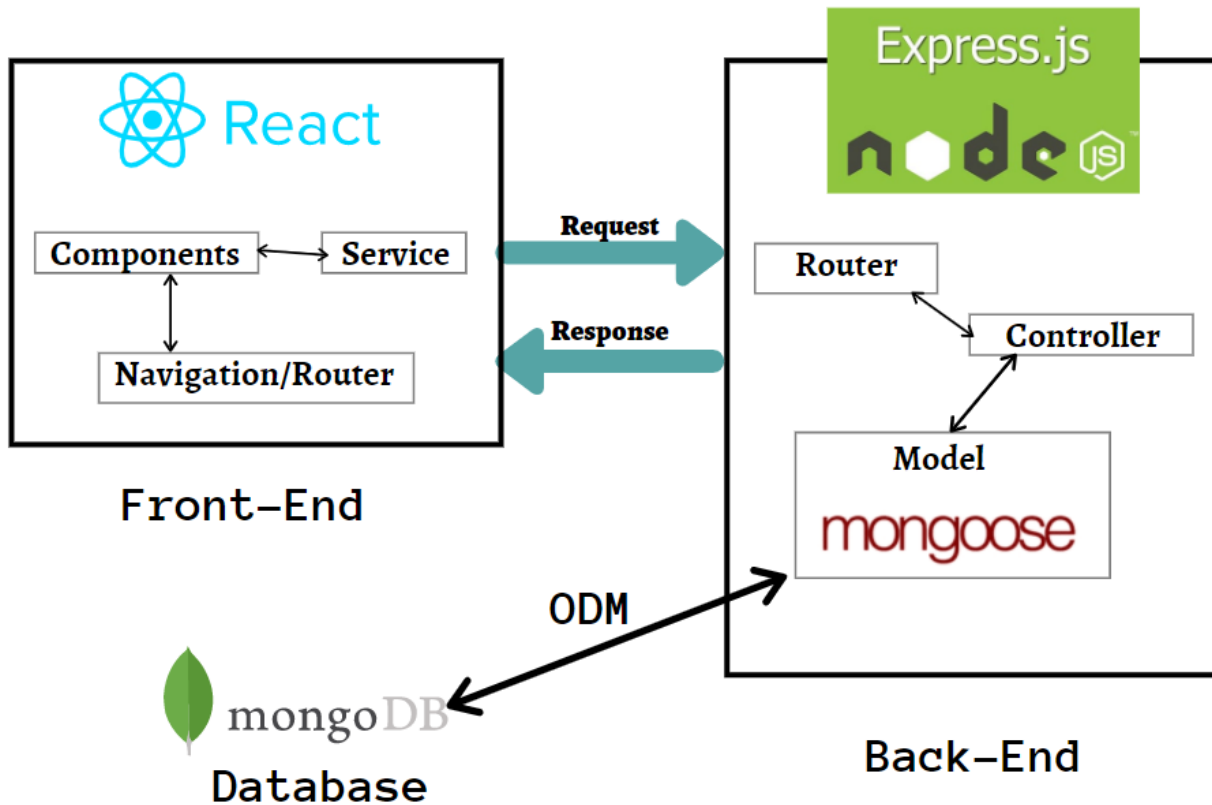 Express.js
node
JS
™
React
Request
Components
Service
Router
Response
Controller
Navigation/Router
Model
Front-End
mongoose
ODM
mongoDB
Database
Back-End